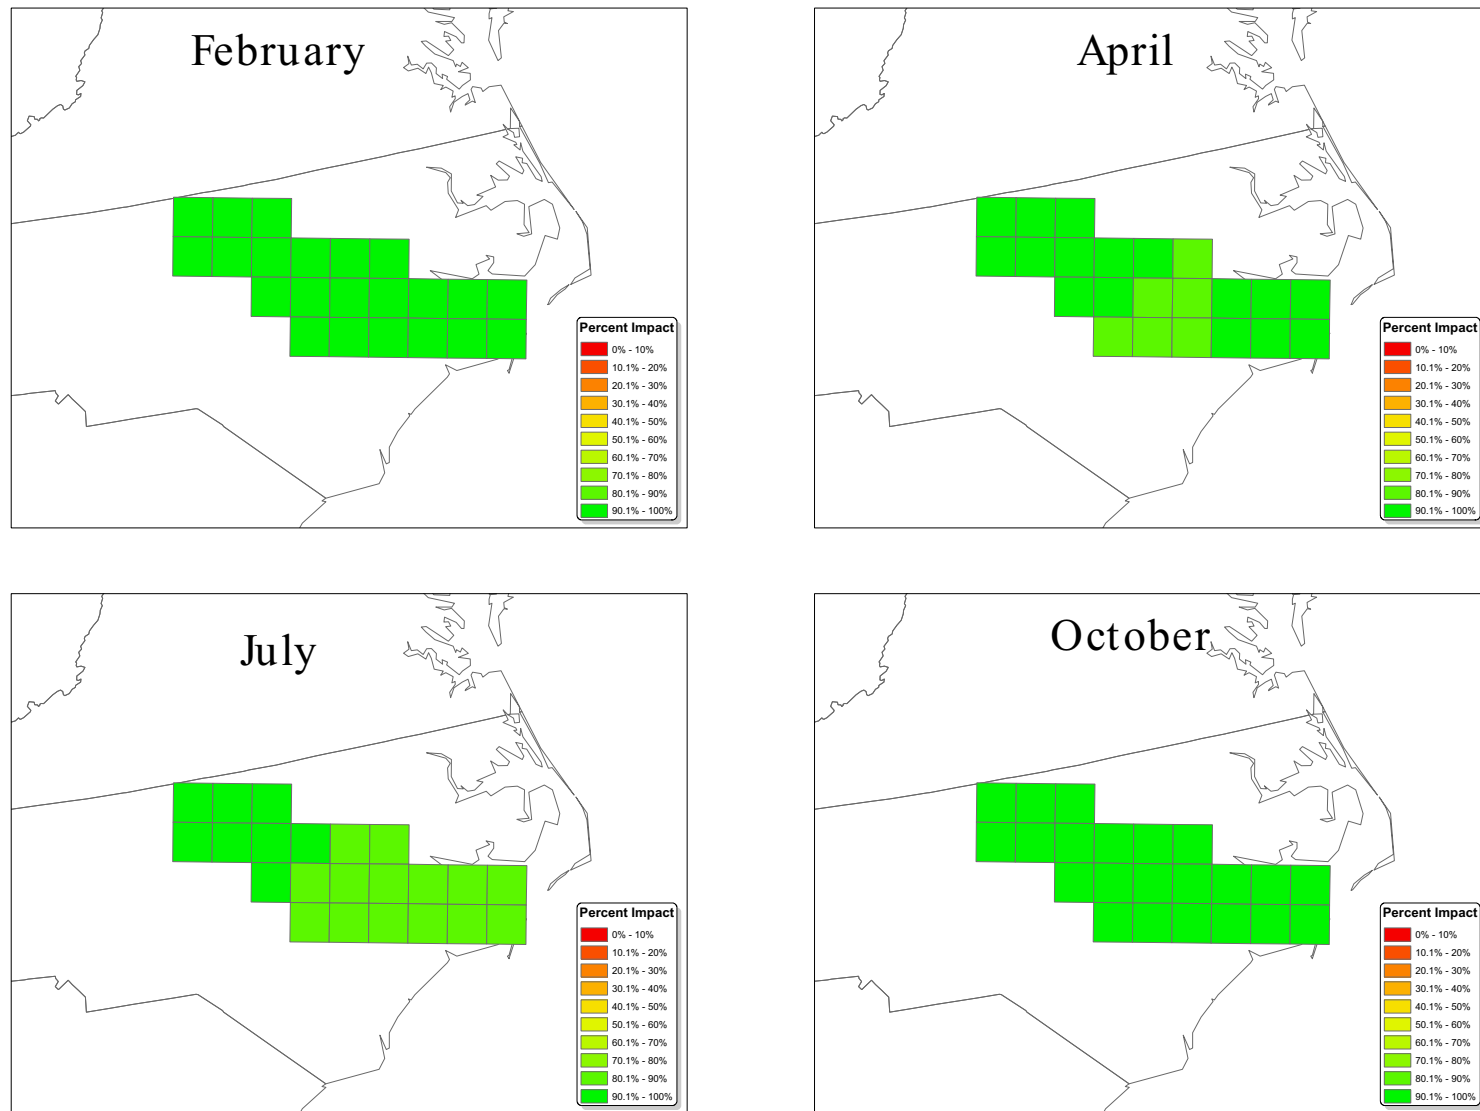 February
Percent Impact
0% - 10%
10.1% - 20%
20.1% - 30%
30.1% - 40%
40.1% - 50%
50.1% - 60%
60.1% - 70%
70.1% - 80%
80.1% - 90%
90.1% - 100%
April
Percent Impact
0% - 10%
10.1% - 20%
20.1% - 30%
30.1% - 40%
40.1% - 50%
50.1% - 60%
60.1% - 70%
70.1% - 80%
80.1% - 90%
90.1% - 100%
July
Percent Impact
0% - 10%
10.1% - 20%
20.1% - 30%
30.1% - 40%
40.1% - 50%
50.1% - 60%
60.1% - 70%
70.1% - 80%
80.1% - 90%
90.1% - 100%
October
Percent Impact
0% - 10%
10.1% - 20%
20.1% - 30%
30.1% - 40%
40.1% - 50%
50.1% - 60%
60.1% - 70%
70.1% - 80%
80.1% - 90%
90.1% - 100%